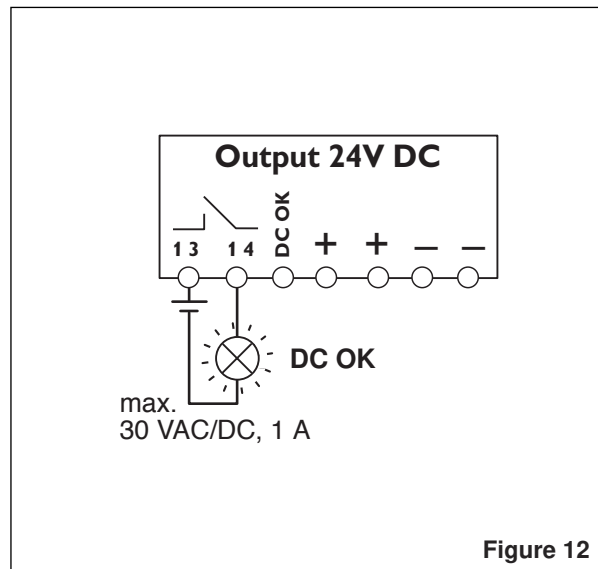 Output 24V DC
13 14 DC OK + + – –
DC OK
max.
30 VAC/DC, 1 A
Figure 12